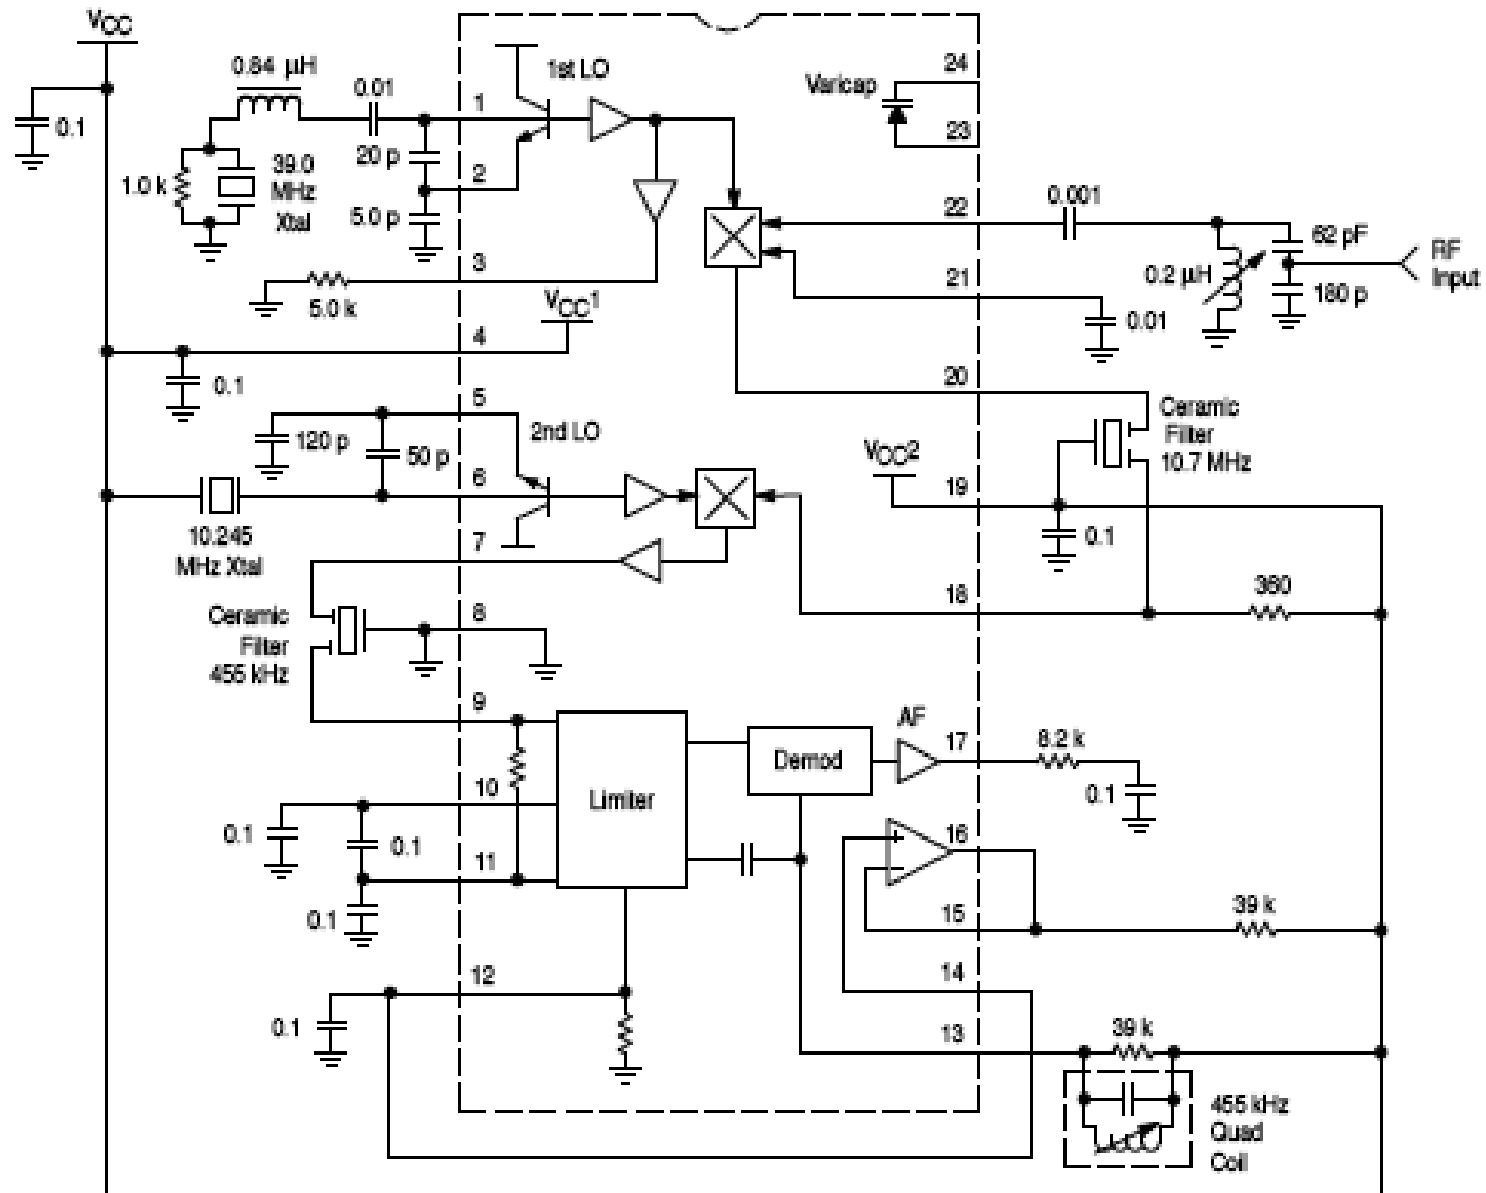 VCC
0.1
0.84 µH
0.01
1.0 k
39.0
MHz
Xtal
20 p
5.0 p
1
2
3
1st LO
5.0 k
VCC1
4
0.1
5
120 p
50 p
2nd LO
6
10.245
MHz Xtal
7
Ceramic
Filter
455 kHz
8
9
10
0.1
0.1
11
0.1
12
0.1
Limiter
Demod
AF
Varicap
24
23
22
0.001
62 pF
RF
Input
0.2 µH
180 p
21
0.01
20
Ceramic
Filter
10.7 MHz
VCC2
19
0.1
18
360
17
8.2 k
0.1
16
15
39 k
14
13
39 k
455 kHz
Quad
Coil